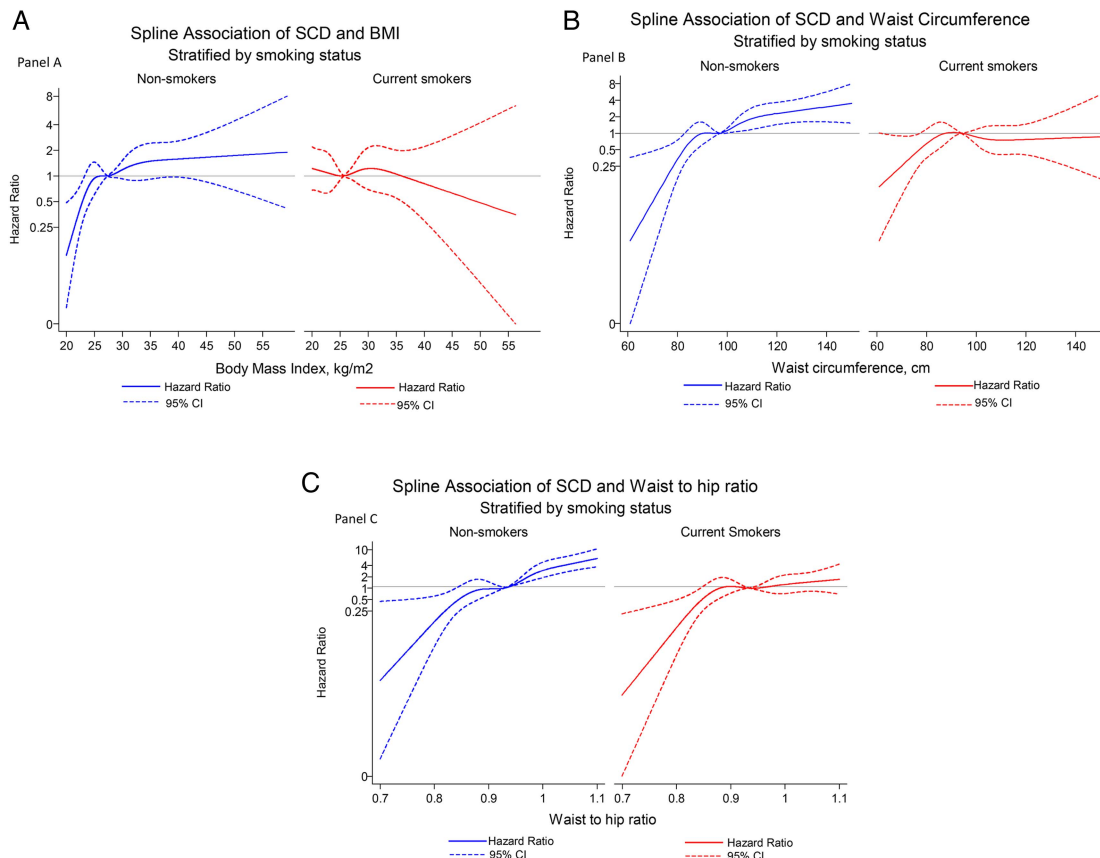 A
Spline Association of SCD and BMI
Stratified by smoking status
Panel A
Non-smokers
Current smokers
Hazard Ratio
8
4
2
1
0.5
0.25
0
20 25 30 35 40 45 50 55
20 25 30 35 40 45 50 55
Body Mass Index, kg/m2
Hazard Ratio
95% CI
Hazard Ratio
95% CI
B
Spline Association of SCD and Waist Circumference
Stratified by smoking status
Panel B
Non-smokers
Current smokers
Hazard Ratio
8
4
2
1
0.5
0.25
0
60 80 100 120 140
60 80 100 120 140
Waist circumference, cm
Hazard Ratio
95% CI
Hazard Ratio
95% CI
C
Spline Association of SCD and Waist to hip ratio
Stratified by smoking status
Panel C
Non-smokers
Current Smokers
Hazard Ratio
10
4
2
1
0.5
0.25
0
0.7 0.8 0.9 1 1.1
0.7 0.8 0.9 1 1.1
Waist to hip ratio
Hazard Ratio
95% CI
Hazard Ratio
95% CI